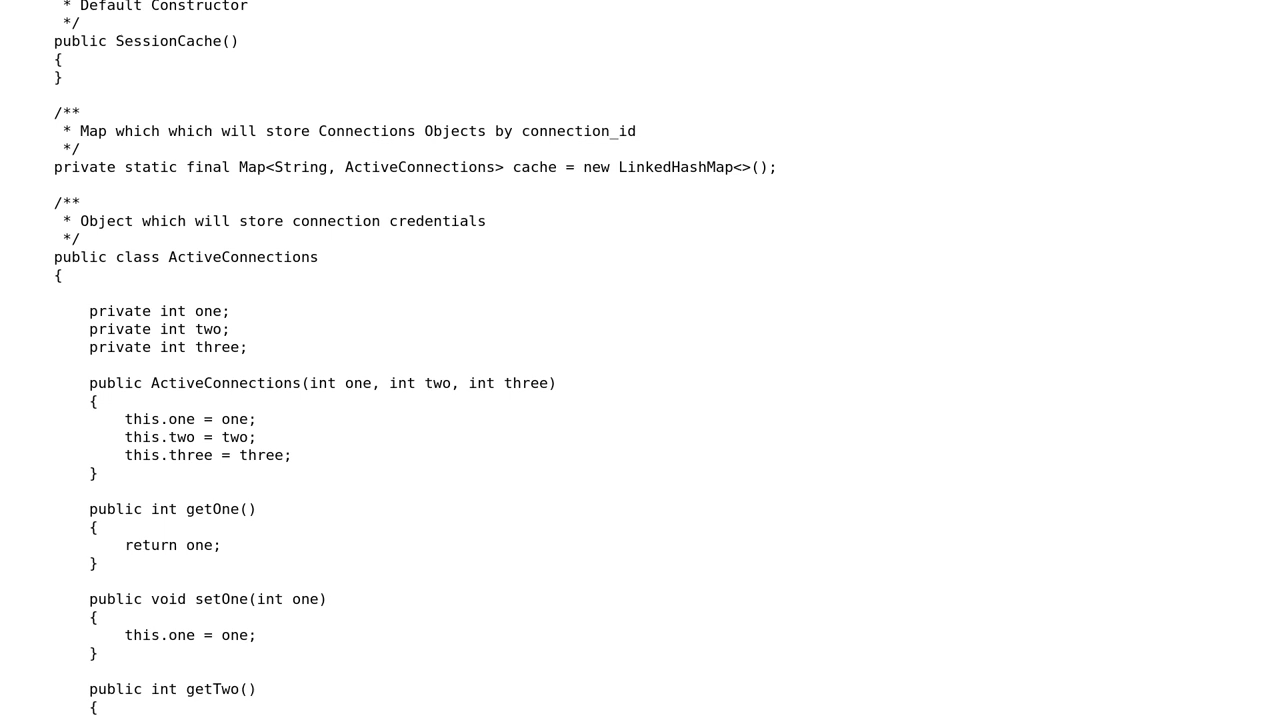 * Default Constructor
*/
public SessionCache()
{
}
/**
* Map which which will store Connections Objects by connection_id
*/
private static final Map<String, ActiveConnections> cache = new LinkedHashMap<>();
/**
* Object which will store connection credentials
*/
public class ActiveConnections
{
private int one;
private int two;
private int three;
public ActiveConnections(int one, int two, int three)
{
this.one = one;
this.two = two;
this.three = three;
}
public int getOne()
{
return one;
}
public void setOne(int one)
{
this.one = one;
}
public int getTwo()
{